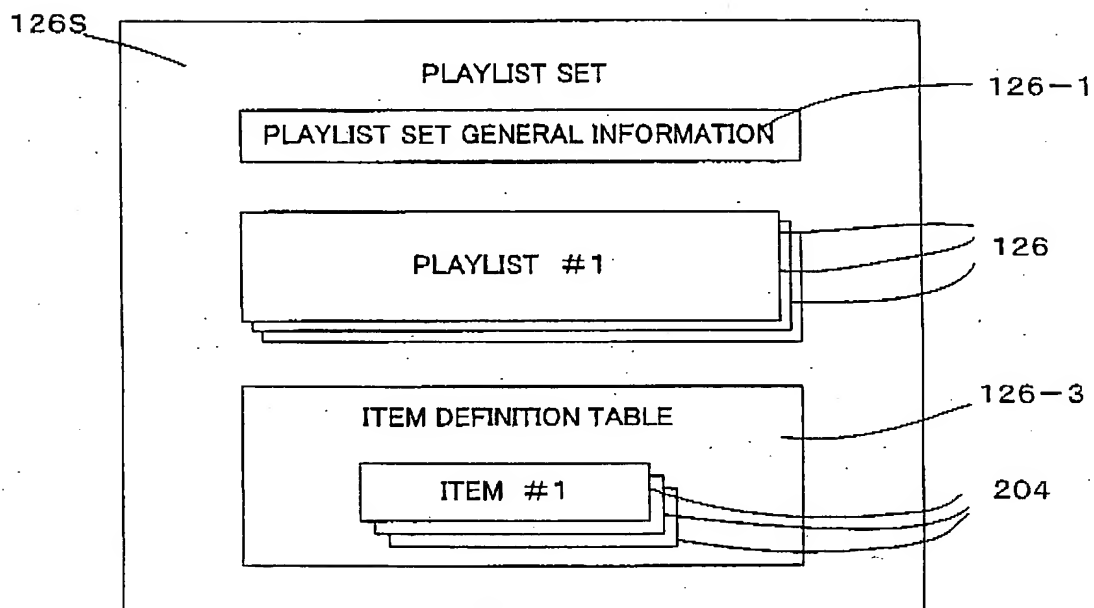 126S
PLAYLIST SET
126-1
PLAYLIST SET GENERAL INFORMATION
PLAYLIST #1
126
126-3
ITEM DEFINITION TABLE
ITEM #1
204